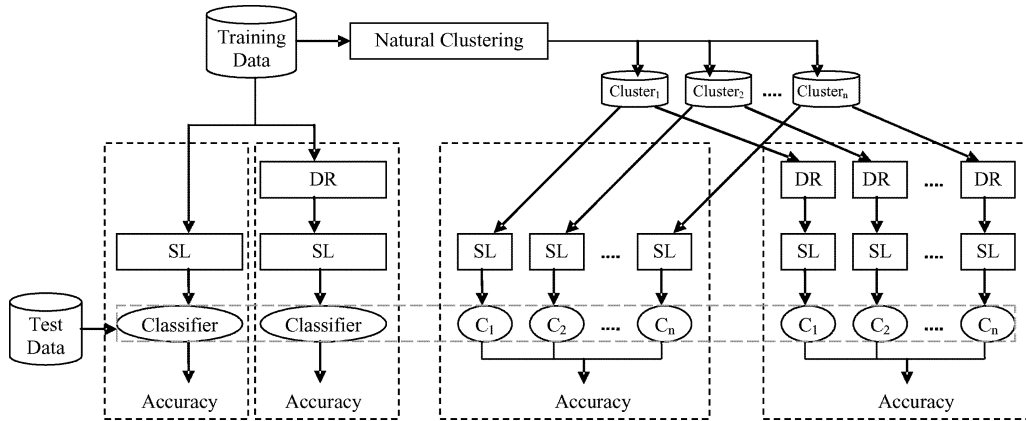 Training
Data
Natural Clustering
Cluster₁ Cluster₂ .... Clusterₙ
DR DR DR .... DR
SL SL SL SL .... SL SL SL .... SL
Test
Data
Classifier Classifier C₁ C₂ .... Cₙ C₁ C₂ .... Cₙ
Accuracy Accuracy Accuracy Accuracy